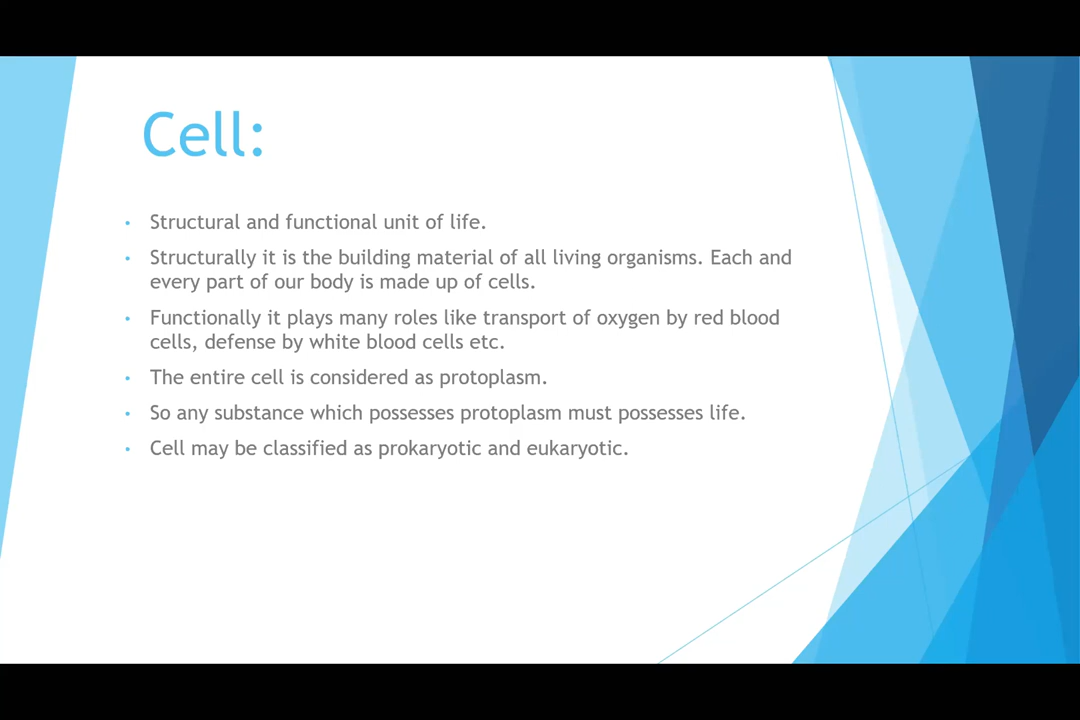 Cell:
• Structural and functional unit of life.
• Structurally it is the building material of all living organisms. Each and
every part of our body is made up of cells.
• Functionally it plays many roles like transport of oxygen by red blood
cells, defense by white blood cells etc.
• The entire cell is considered as protoplasm.
• So any substance which possesses protoplasm must possesses life.
• Cell may be classified as prokaryotic and eukaryotic.